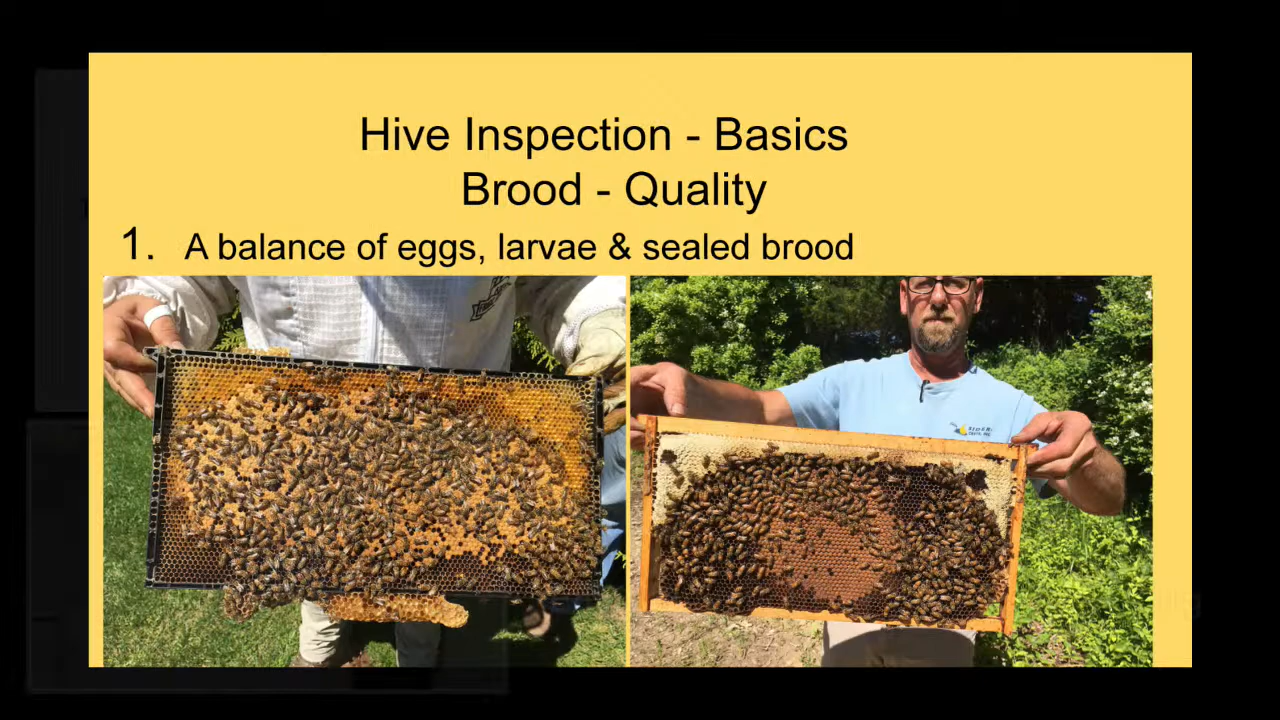 Hive Inspection - Basics
Brood - Quality
1. A balance of eggs, larvae & sealed brood